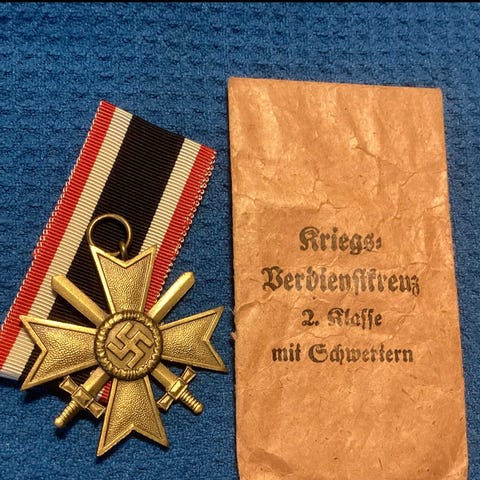 Kriegs-
Verdienstkreuz
2. Klasse
mit Schwertern